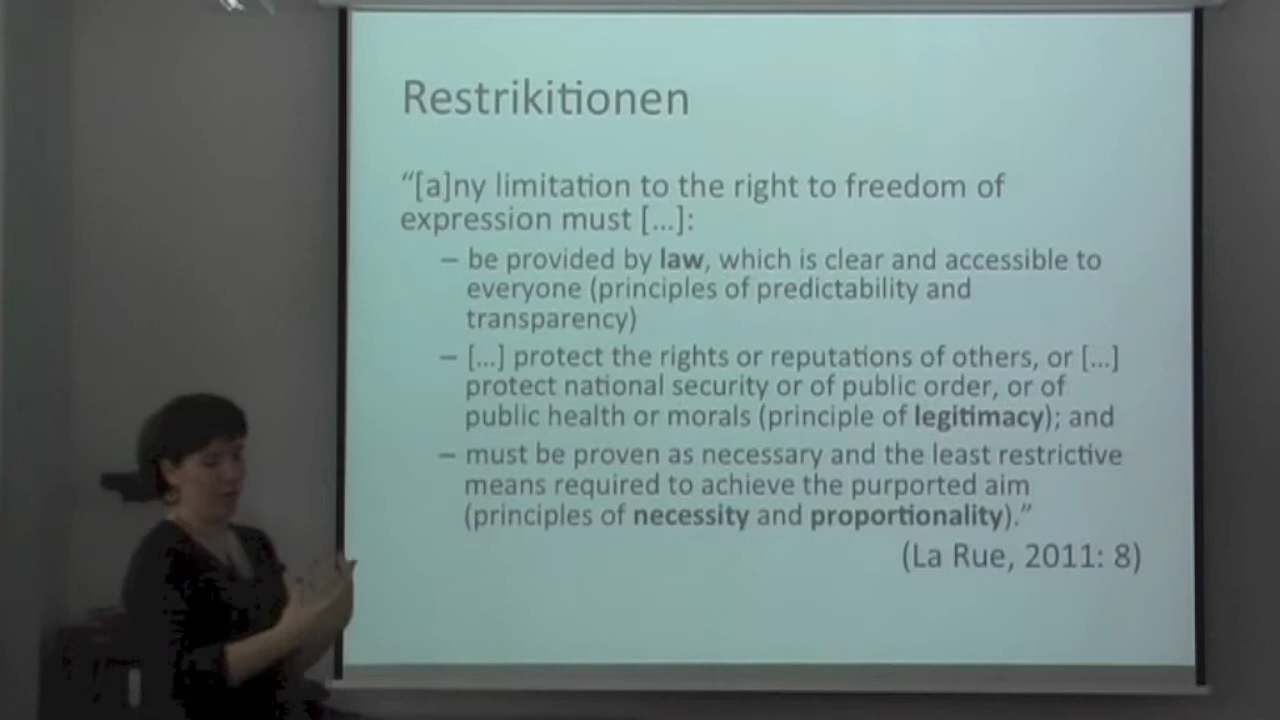 Restrikitionen
“[a]ny limitation to the right to freedom of
expression must […]:
– be provided by law, which is clear and accessible to
everyone (principles of predictability and
transparency)
– […] protect the rights or reputations of others, or […]
protect national security or of public order, or of
public health or morals (principle of legitimacy); and
– must be proven as necessary and the least restrictive
means required to achieve the purported aim
(principles of necessity and proportionality).”
(La Rue, 2011: 8)